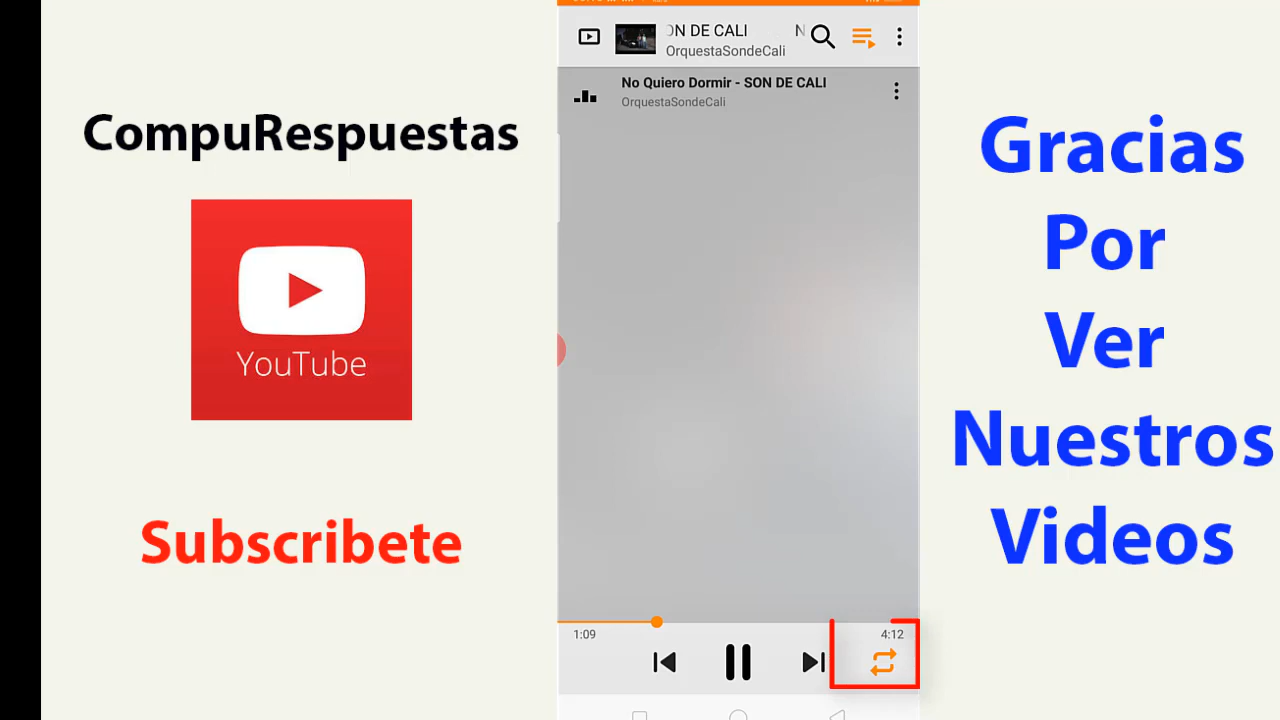 CompuRespuestas
YouTube
Subscribete
ON DE CALI N
OrquestaSondeCali
No Quiero Dormir - SON DE CALI
OrquestaSondeCali
1:09
4:12
Gracias
Por
Ver
Nuestros
Videos